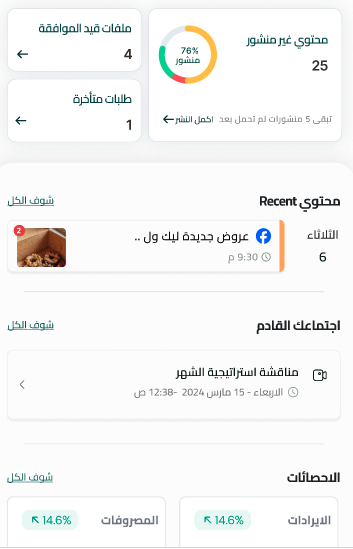 محتوي غير منشور
25
76%
منشور
تبقى 5 منشورات لم تحمل بعد
اكمل النشر
ملفات قيد الموافقة
4
طلبات متأخرة
1
محتوي Recent
شوف الكل
الثلاثاء
6
عروض جديدة ليك ول ..
9:30 م
2
اجتماعك القادم
شوف الكل
مناقشة استراتيجية الشهر
الاربعاء - 15 مارس 2024 -12:38 ص
الاحصائات
شوف الكل
الايرادات
14.6%
المصروفات
14.6%